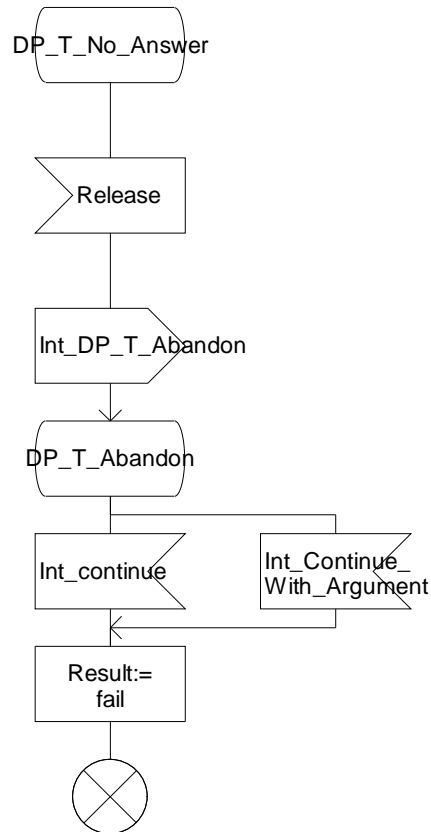 DP_T_No_Answer
Release
Int_DP_T_Abandon
DP_T_Abandon
Int_continue
Int_Continue_
With_Argument
Result:=
fail